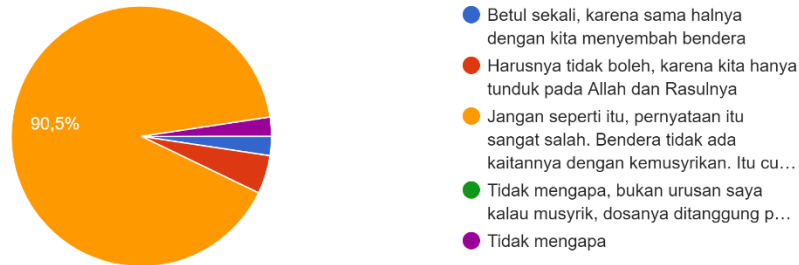 90,5%
Betul sekali, karena sama halnya
dengan kita menyembah bendera
Harusnya tidak boleh, karena kita hanya
tunduk pada Allah dan Rasulnya
Jangan seperti itu, pernyataan itu
sangat salah. Bendera tidak ada
kaitannya dengan kemusyrikan. Itu cu…
Tidak mengapa, bukan urusan saya
kalau musyrik, dosanya ditanggung p…
Tidak mengapa